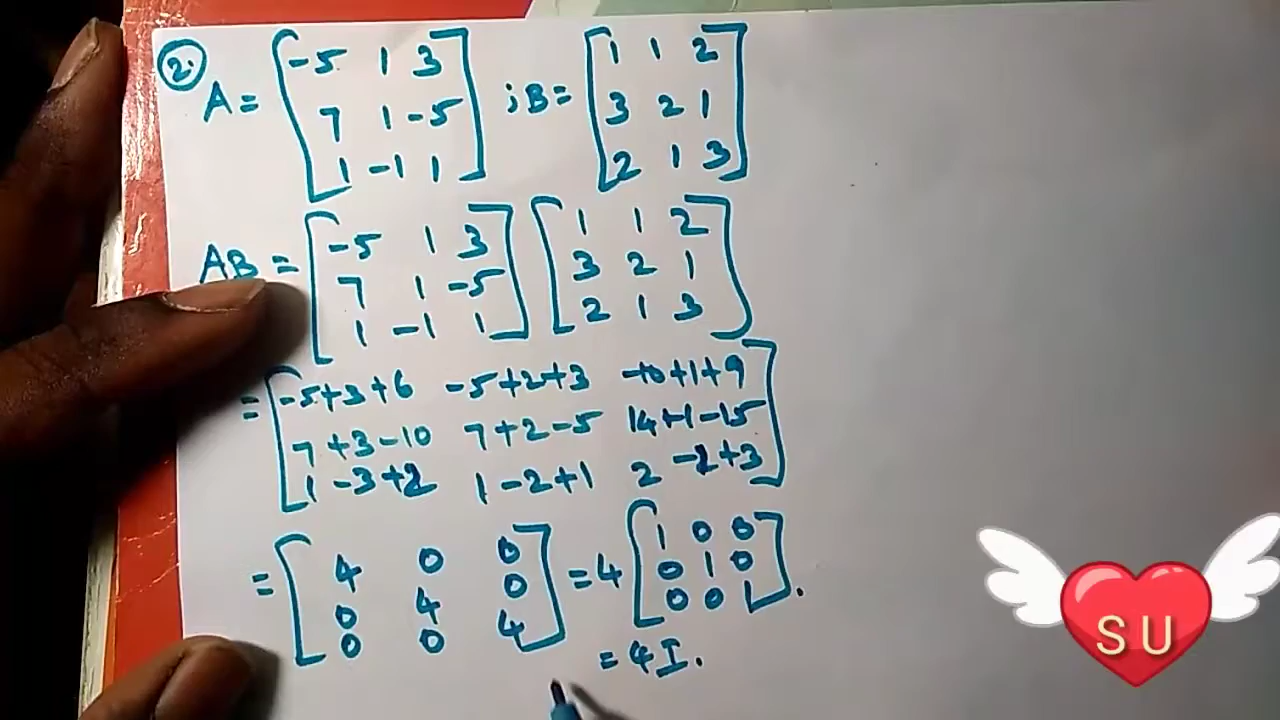 2. A = [ -5 1 3 ; B = [ 1 1 2
7 1 -5 3 2 1
1 -1 1 ] 2 1 3 ]
AB = [ -5 1 3 [ 1 1 2
7 1 -5 3 2 1
1 -1 1 ] 2 1 3 ]
= [ -5+3+6 -5+2+3 -10+1+9
7+3-10 7+2-5 14+1-15
1-3+2 1-2+1 2-2+3 ]
= [ 4 0 0 = 4 [ 1 0 0
0 4 0 0 1 0
0 0 4 ] 0 0 1 ].
= 4I.
SU